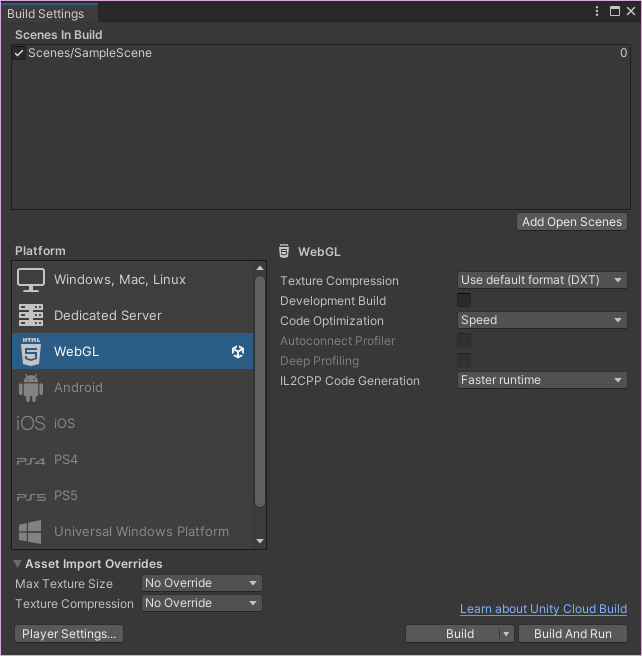 Build Settings
Scenes In Build
Scenes/SampleScene 0
Add Open Scenes
Platform
Windows, Mac, Linux
Dedicated Server
HTML
5
WebGL
Android
iOS iOS
PS4 PS4
PS5 PS5
Universal Windows Platform
WebGL
Texture Compression Use default format (DXT)
Development Build
Code Optimization Speed
Autoconnect Profiler
Deep Profiling
IL2CPP Code Generation Faster runtime
Asset Import Overrides
Max Texture Size No Override
Texture Compression No Override
Learn about Unity Cloud Build
Player Settings... Build Build And Run